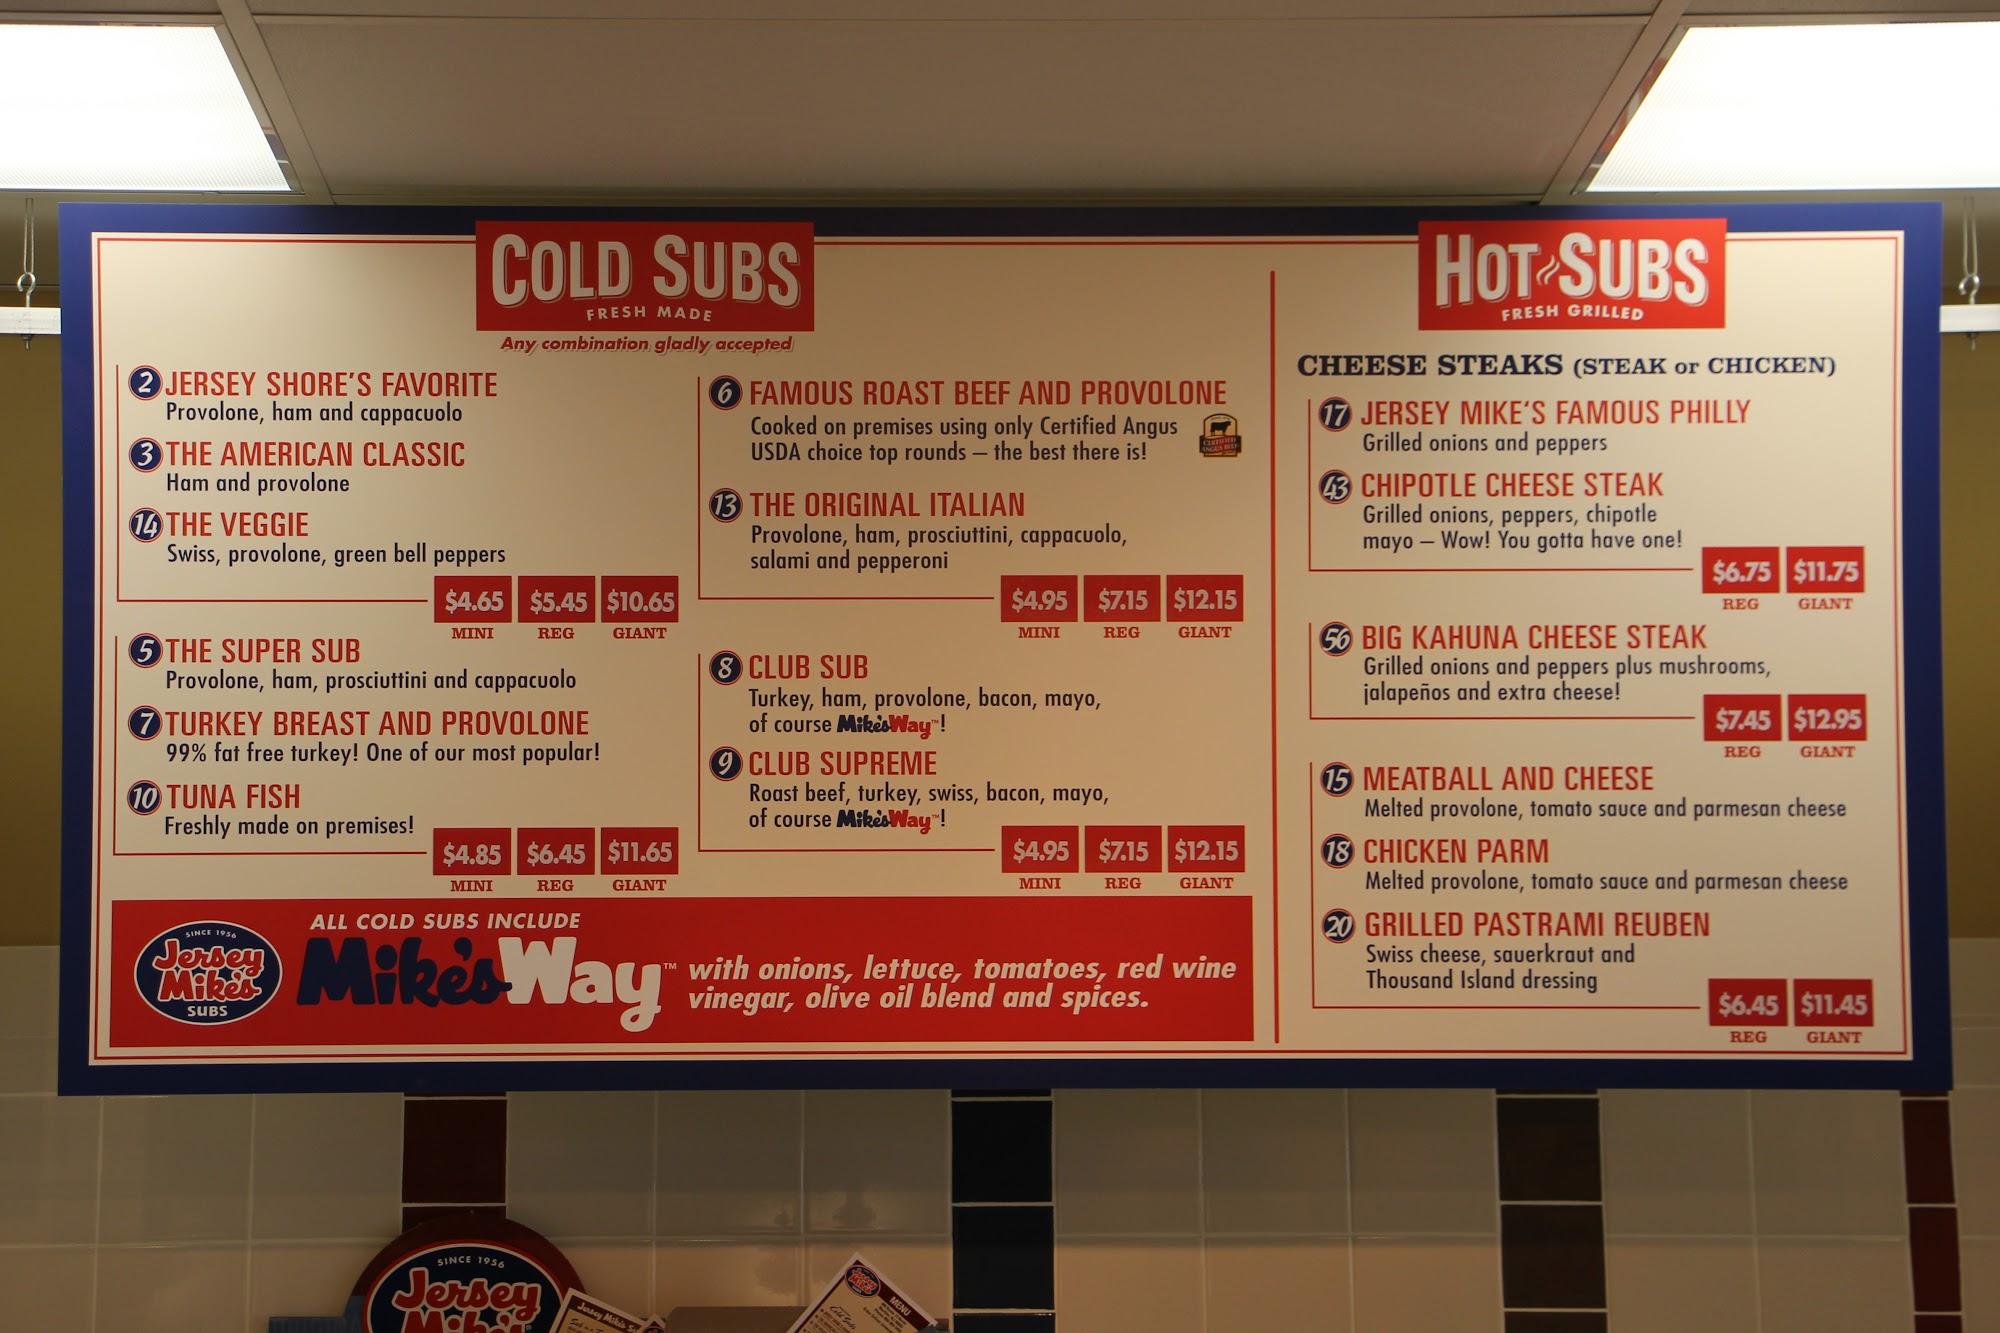 COLD SUBS
FRESH MADE
Any combination gladly accepted
2 JERSEY SHORE'S FAVORITE
Provolone, ham and cappacuolo
3 THE AMERICAN CLASSIC
Ham and provolone
14 THE VEGGIE
Swiss, provolone, green bell peppers
$4.65 $5.45 $10.65
MINI REG GIANT
5 THE SUPER SUB
Provolone, ham, prosciuttini and cappacuolo
7 TURKEY BREAST AND PROVOLONE
99% fat free turkey! One of our most popular!
10 TUNA FISH
Freshly made on premises!
$4.85 $6.45 $11.65
MINI REG GIANT
6 FAMOUS ROAST BEEF AND PROVOLONE
Cooked on premises using only Certified Angus
USDA choice top rounds – the best there is!
CERTIFIED
ANGUS BEEF
13 THE ORIGINAL ITALIAN
Provolone, ham, prosciuttini, cappacuolo,
salami and pepperoni
$4.95 $7.15 $12.15
MINI REG GIANT
8 CLUB SUB
Turkey, ham, provolone, bacon, mayo,
of course Mike's Way™!
9 CLUB SUPREME
Roast beef, turkey, swiss, bacon, mayo,
of course Mike's Way™!
$4.95 $7.15 $12.15
MINI REG GIANT
SINCE 1956
Jersey
Mike's
SUBS
ALL COLD SUBS INCLUDE
Mike's Way™
with onions, lettuce, tomatoes, red wine
vinegar, olive oil blend and spices.
HOT SUBS
FRESH GRILLED
CHEESE STEAKS (STEAK or CHICKEN)
17 JERSEY MIKE'S FAMOUS PHILLY
Grilled onions and peppers
43 CHIPOTLE CHEESE STEAK
Grilled onions, peppers, chipotle
mayo – Wow! You gotta have one!
$6.75 $11.75
REG GIANT
56 BIG KAHUNA CHEESE STEAK
Grilled onions and peppers plus mushrooms,
jalapeños and extra cheese!
$7.45 $12.95
REG GIANT
15 MEATBALL AND CHEESE
Melted provolone, tomato sauce and parmesan cheese
18 CHICKEN PARM
Melted provolone, tomato sauce and parmesan cheese
20 GRILLED PASTRAMI REUBEN
Swiss cheese, sauerkraut and
Thousand Island dressing
$6.45 $11.45
REG GIANT
SINCE 1956
Jersey
Mike's
Jersey Mike's
MENU
Cold Subs